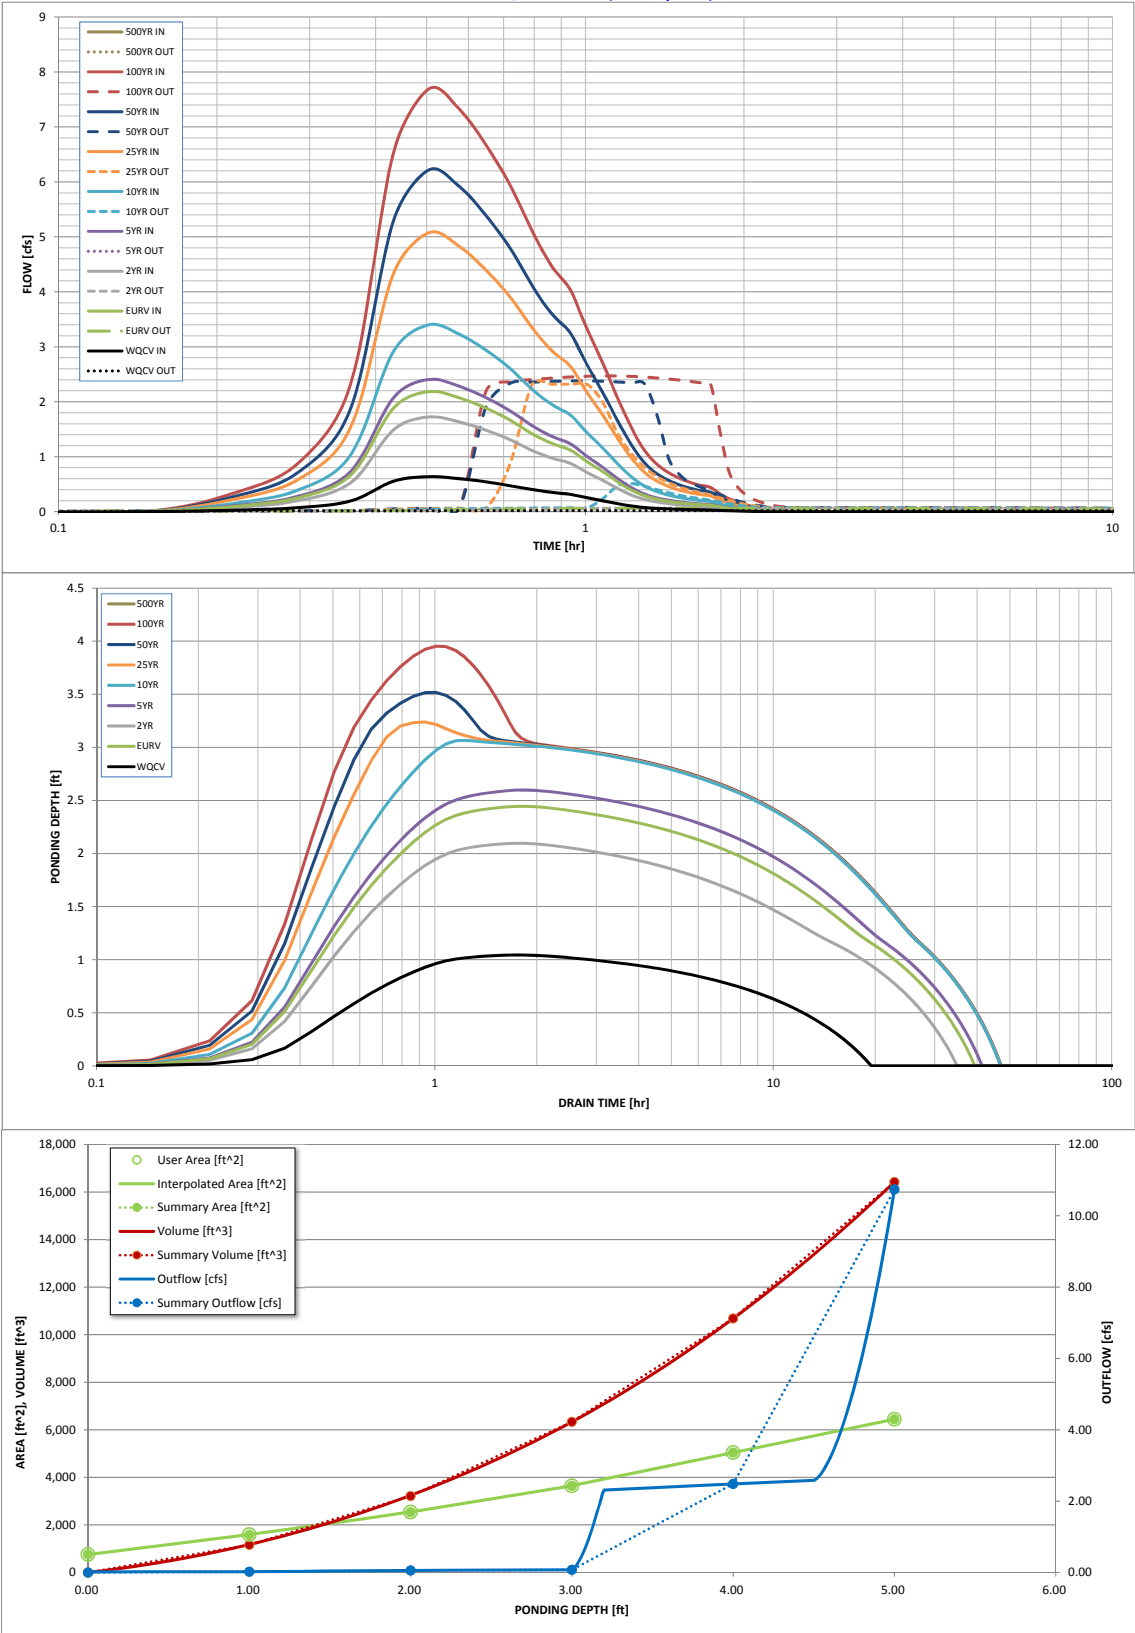 9
8
7
6
5
4
3
2
1
0
FLOW [cfs]
500YR IN
500YR OUT
100YR IN
100YR OUT
50YR IN
50YR OUT
25YR IN
25YR OUT
10YR IN
10YR OUT
5YR IN
5YR OUT
2YR IN
2YR OUT
EURV IN
EURV OUT
WQCV IN
WQCV OUT
0.1
1
10
TIME [hr]
4.5
4
3.5
3
2.5
2
1.5
1
0.5
0
PONDING DEPTH [ft]
500YR
100YR
50YR
25YR
10YR
5YR
2YR
EURV
WQCV
0.1
1
10
100
DRAIN TIME [hr]
18,000
16,000
14,000
12,000
10,000
8,000
6,000
4,000
2,000
0
AREA [ft^2], VOLUME [ft^3]
User Area [ft^2]
Interpolated Area [ft^2]
Summary Area [ft^2]
Volume [ft^3]
Summary Volume [ft^3]
Outflow [cfs]
Summary Outflow [cfs]
12.00
10.00
8.00
6.00
4.00
2.00
0.00
OUTFLOW [cfs]
0.00
1.00
2.00
3.00
4.00
5.00
6.00
PONDING DEPTH [ft]